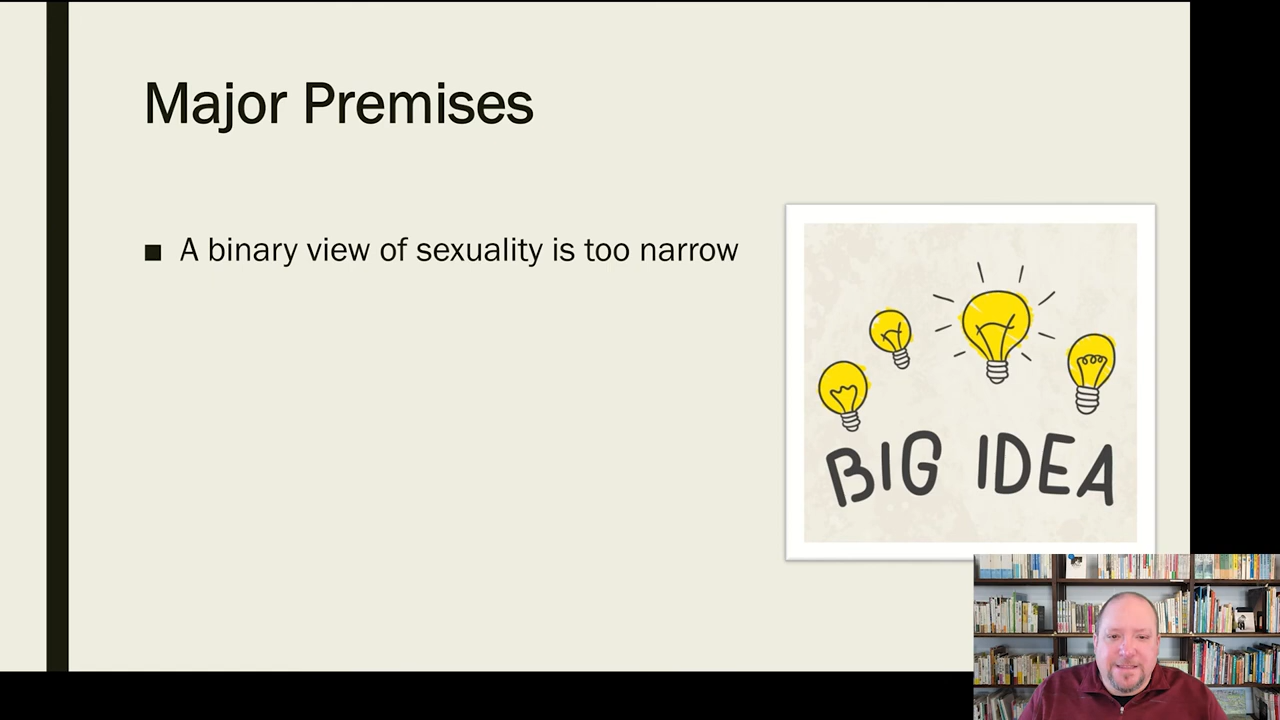 Major Premises
■ A binary view of sexuality is too narrow
BIG IDEA